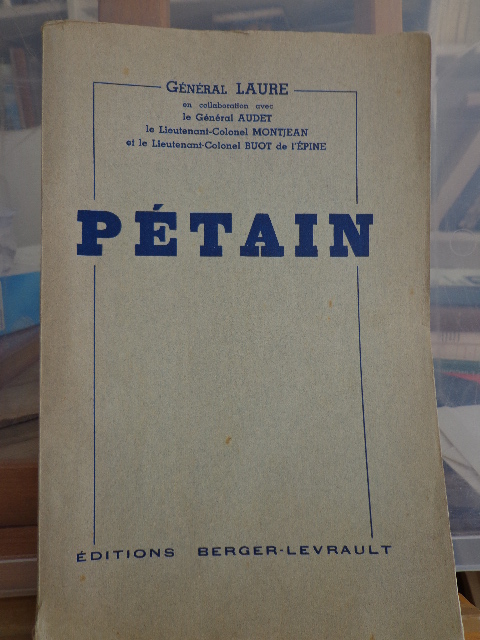 GÉNÉRAL LAURE
en collaboration avec
le Général AUDET
le Lieutenant-Colonel MONTJEAN
et le Lieutenant-Colonel BUOT de l'ÉPINE
PÉTAIN
ÉDITIONS BERGER-LEVRAULT